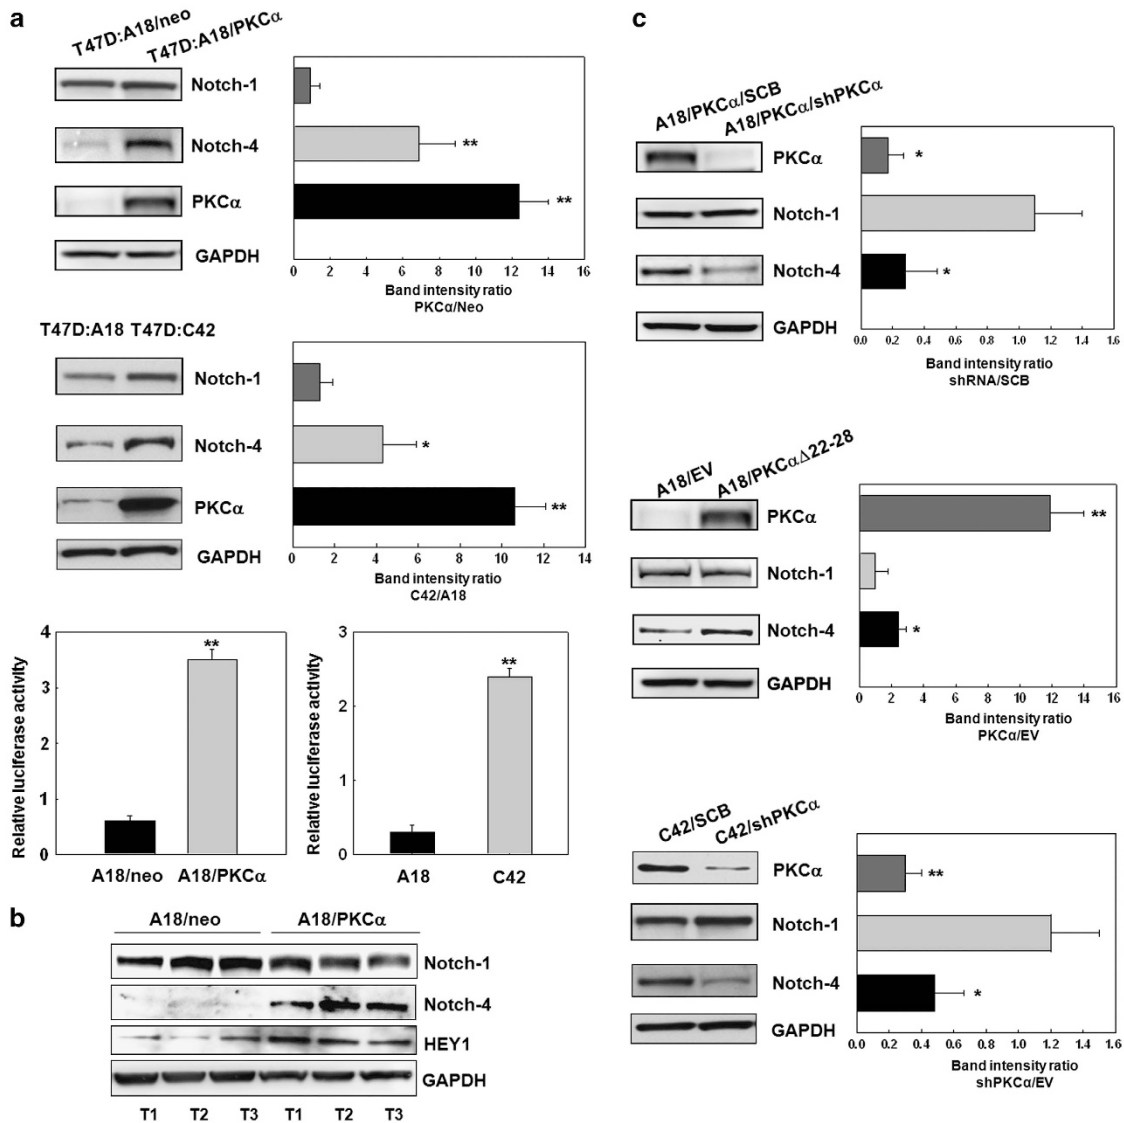 a
T47D:A18/neo
T47D:A18/PKCα
Notch-1
Notch-4
**
PKCα
**
GAPDH
0 2 4 6 8 10 12 14 16
Band intensity ratio
PKCα/Neo
T47D:A18 T47D:C42
Notch-1
Notch-4
*
PKCα
**
GAPDH
0 2 4 6 8 10 12 14
Band intensity ratio
C42/A18
Relative luciferase activity
4
3
2
1
0
**
A18/neo A18/PKCα
Relative luciferase activity
3
2
1
0
**
A18 C42
b
A18/neo A18/PKCα
Notch-1
Notch-4
HEY1
GAPDH
T1 T2 T3 T1 T2 T3
c
A18/PKCα/SCB
A18/PKCα/shPKCα
PKCα
*
Notch-1
Notch-4
*
GAPDH
0.0 0.2 0.4 0.6 0.8 1.0 1.2 1.4 1.6
Band intensity ratio
shRNA/SCB
A18/EV
A18/PKCαΔ22-28
PKCα
**
Notch-1
Notch-4
*
GAPDH
0 2 4 6 8 10 12 14 16
Band intensity ratio
PKCα/EV
C42/SCB
C42/shPKCα
PKCα
**
Notch-1
Notch-4
*
GAPDH
0.0 0.2 0.4 0.6 0.8 1.0 1.2 1.4 1.6
Band intensity ratio
shPKCα/EV